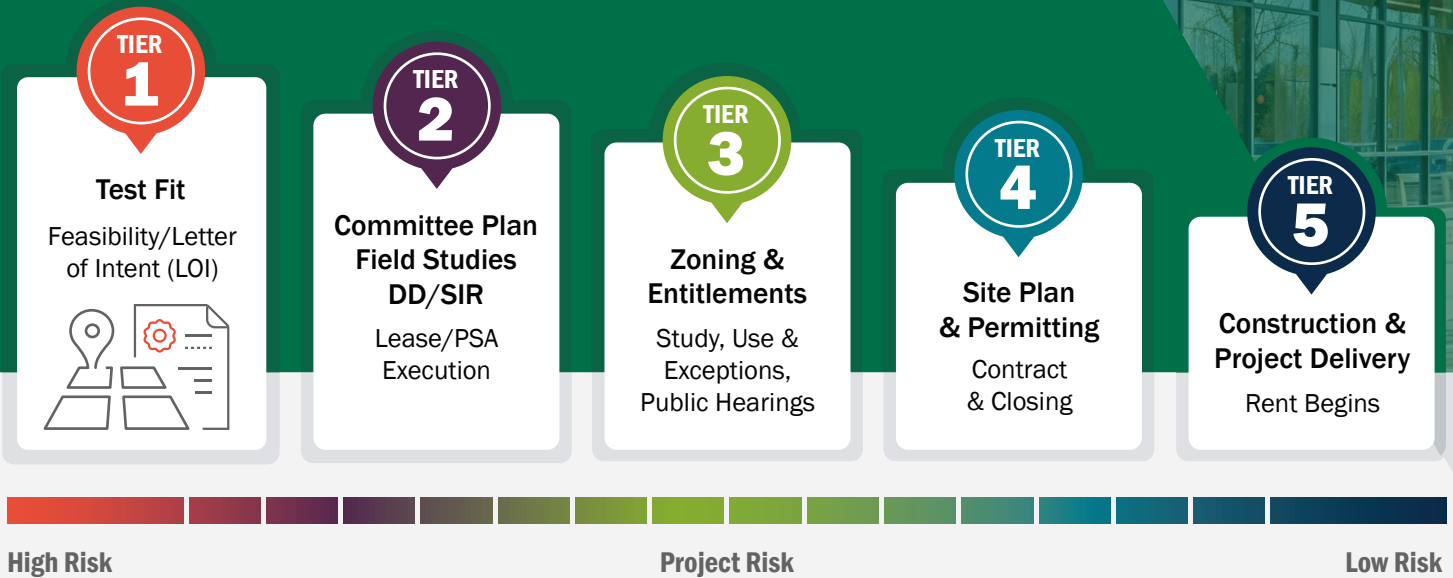 TIER
1
Test Fit
Feasibility/Letter
of Intent (LOI)
TIER
2
Committee Plan
Field Studies
DD/SIR
Lease/PSA
Execution
TIER
3
Zoning &
Entitlements
Study, Use &
Exceptions,
Public Hearings
TIER
4
Site Plan
& Permitting
Contract
& Closing
TIER
5
Construction &
Project Delivery
Rent Begins
High Risk
Project Risk
Low Risk